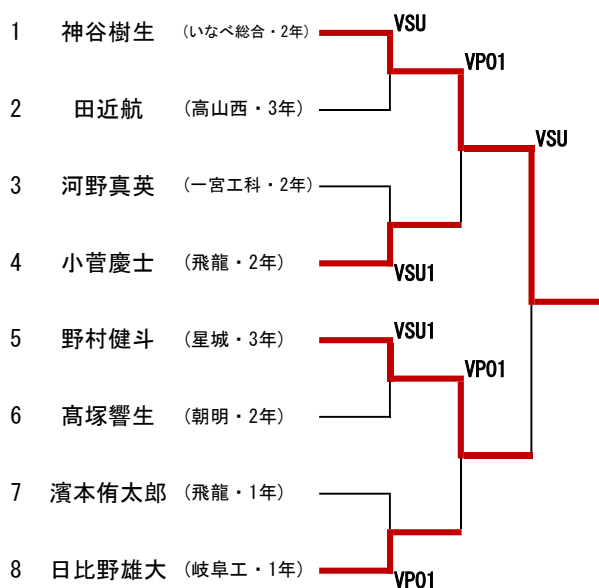 1 神谷樹生 (いなべ総合・2年)
VSU
VPO1
2 田近航 (高山西・3年)
VSU
3 河野真英 (一宮工科・2年)
4 小菅慶士 (飛龍・2年)
VSU1
5 野村健斗 (星城・3年)
VSU1
VPO1
6 髙塚響生 (朝明・2年)
7 濱本侑太郎 (飛龍・1年)
8 日比野雄大 (岐阜工・1年)
VPO1